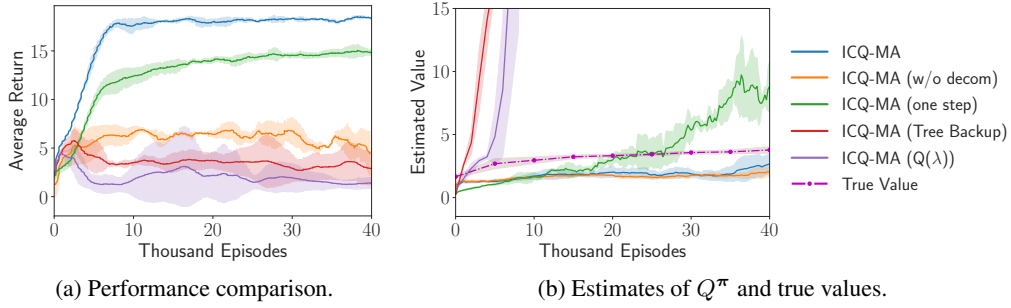 15
10
5
0
Average Return
0 10 20 30 40
Thousand Episodes
(a) Performance comparison.
15
10
5
0
Estimated Value
0 10 20 30 40
Thousand Episodes
(b) Estimates of Q^π and true values.
ICQ-MA
ICQ-MA (w/o decom)
ICQ-MA (one step)
ICQ-MA (Tree Backup)
ICQ-MA (Q(λ))
True Value